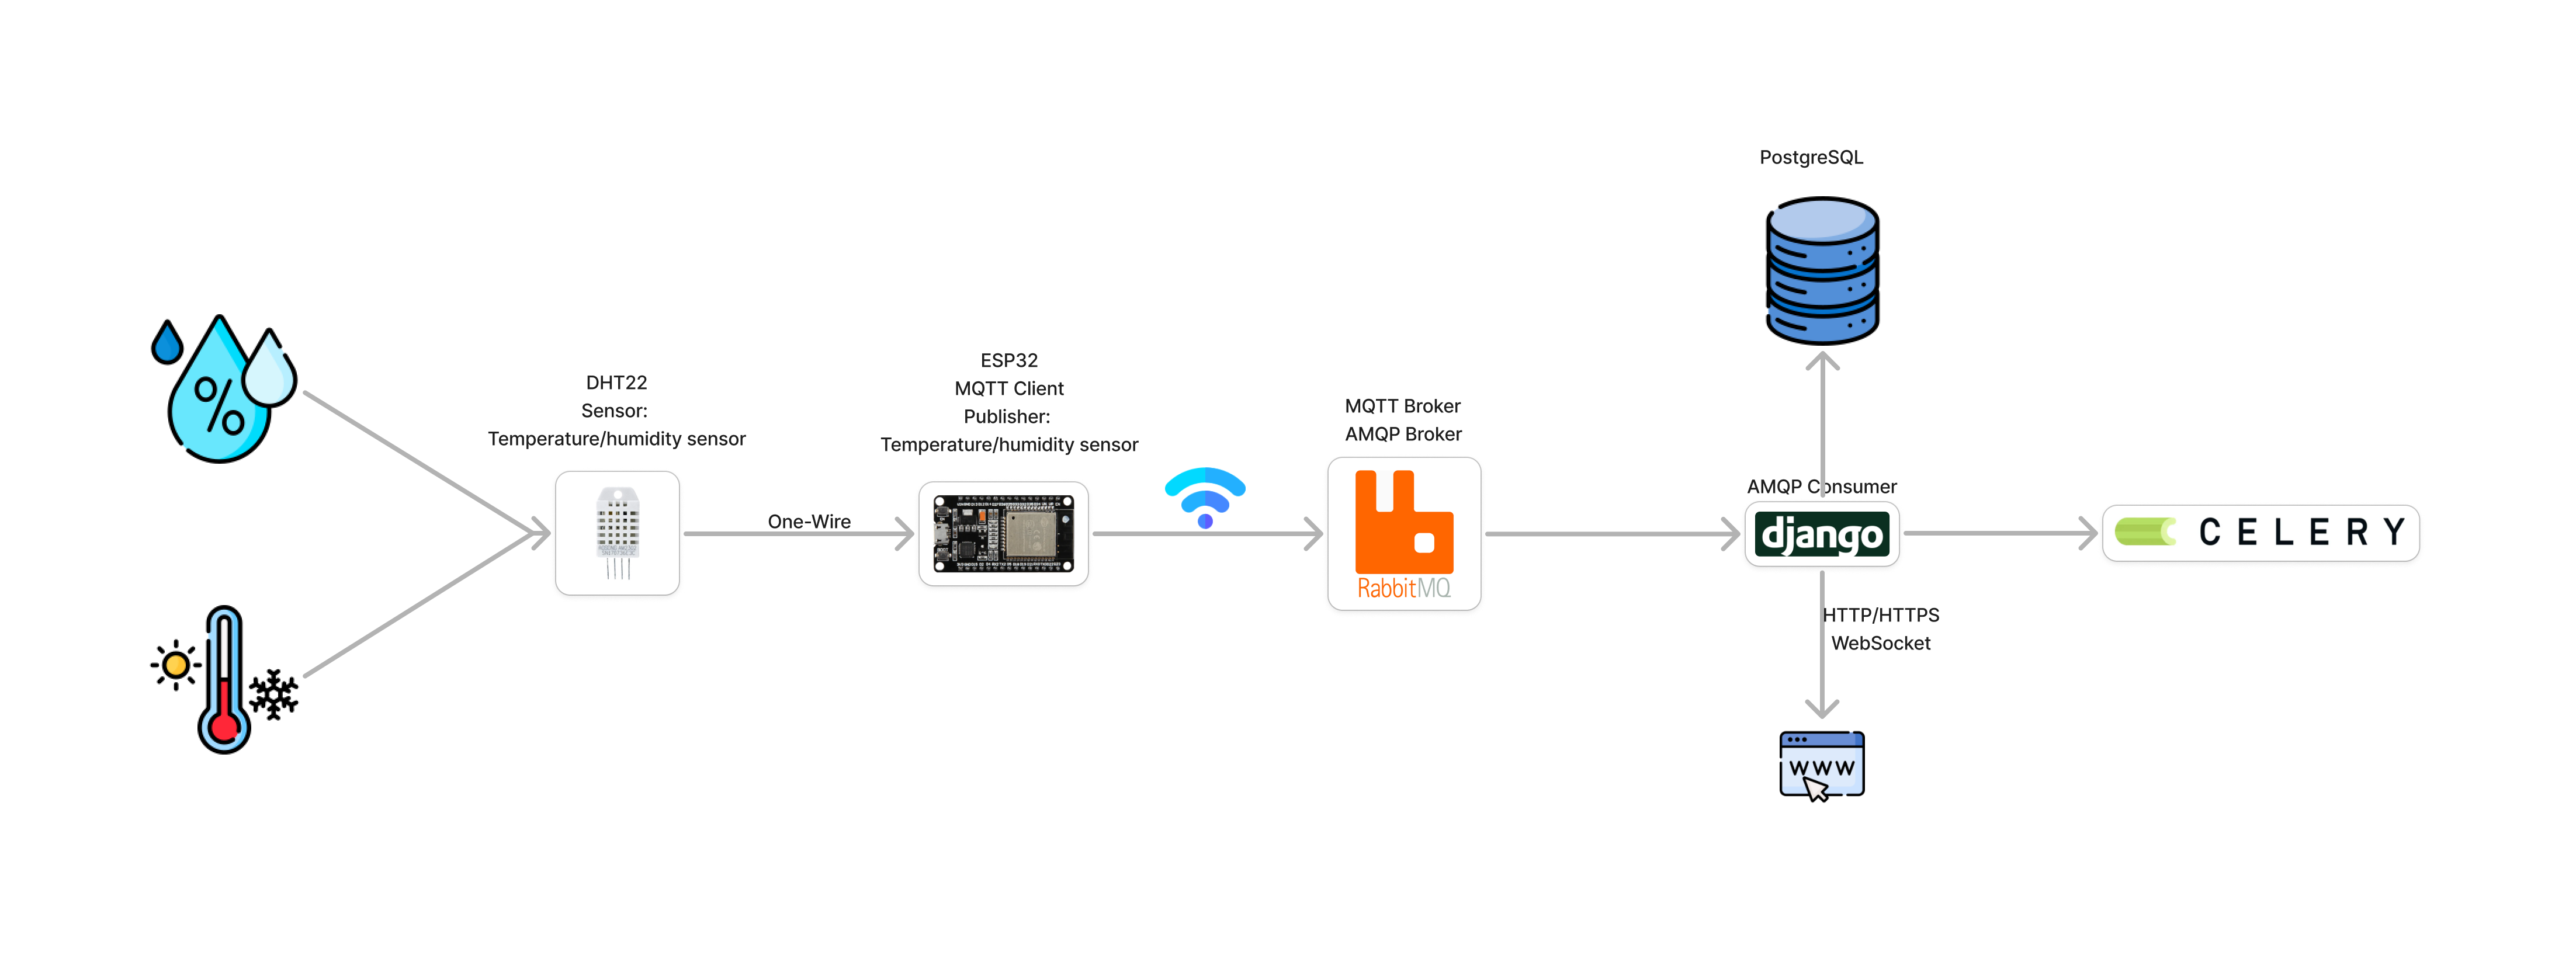 PostgreSQL
%
DHT22
Sensor:
Temperature/humidity sensor
One-Wire
ESP32
MQTT Client
Publisher:
Temperature/humidity sensor
MQTT Broker
AMQP Broker
RabbitMQ
AMQP Consumer
django
CELERY
HTTP/HTTPS
WebSocket
WWW